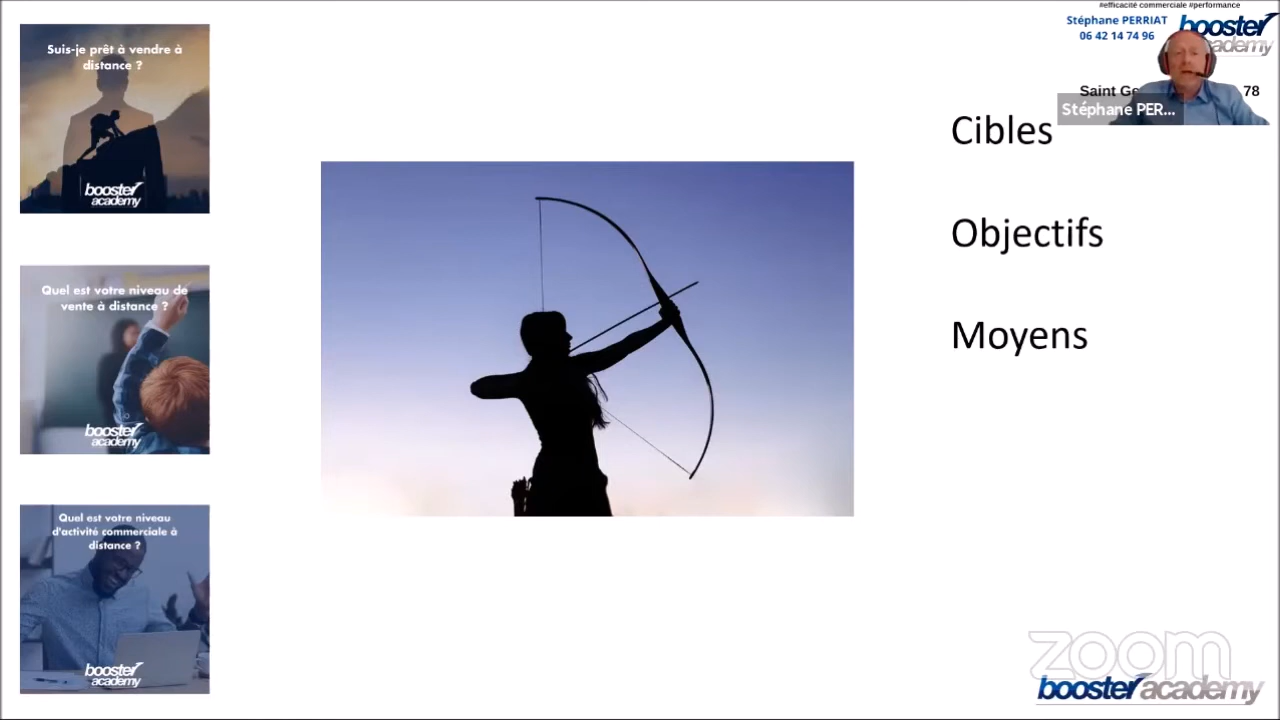 Suis-je prêt à vendre à
distance ?
booster
academy
Quel est votre niveau de
vente à distance ?
booster
academy
Quel est votre niveau
d'activité commerciale à
distance ?
booster
academy
#efficacité commerciale #performance
Stéphane PERRIAT
06 42 14 74 96
booster
academy
Saint Ge 78
Stéphane PER...
Cibles
Objectifs
Moyens
zoom
booster academy